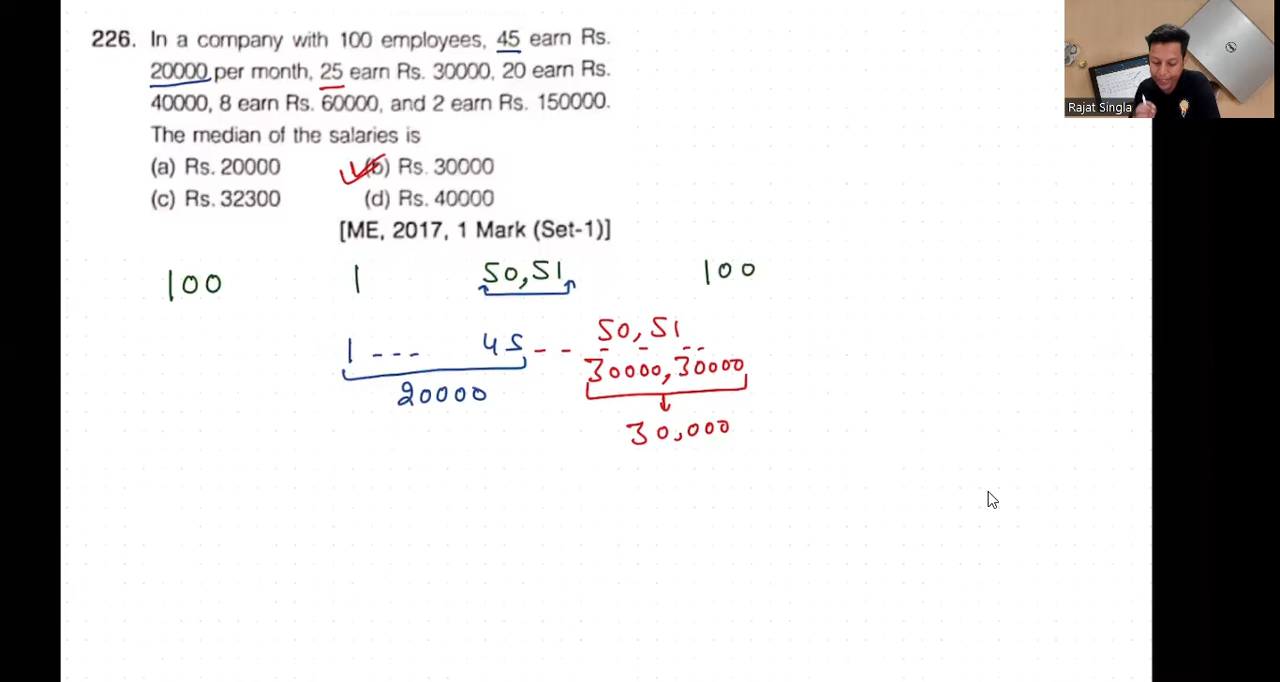 226. In a company with 100 employees, 45 earn Rs.
20000 per month, 25 earn Rs. 30000, 20 earn Rs.
40000, 8 earn Rs. 60000, and 2 earn Rs. 150000.
The median of the salaries is
(a) Rs. 20000 (b) Rs. 30000
(c) Rs. 32300 (d) Rs. 40000
[ME, 2017, 1 Mark (Set-1)]
100 1 50,51 100
1 --- 45 -- 50,51 --
20000 30000,30000
30,000
Rajat Singla